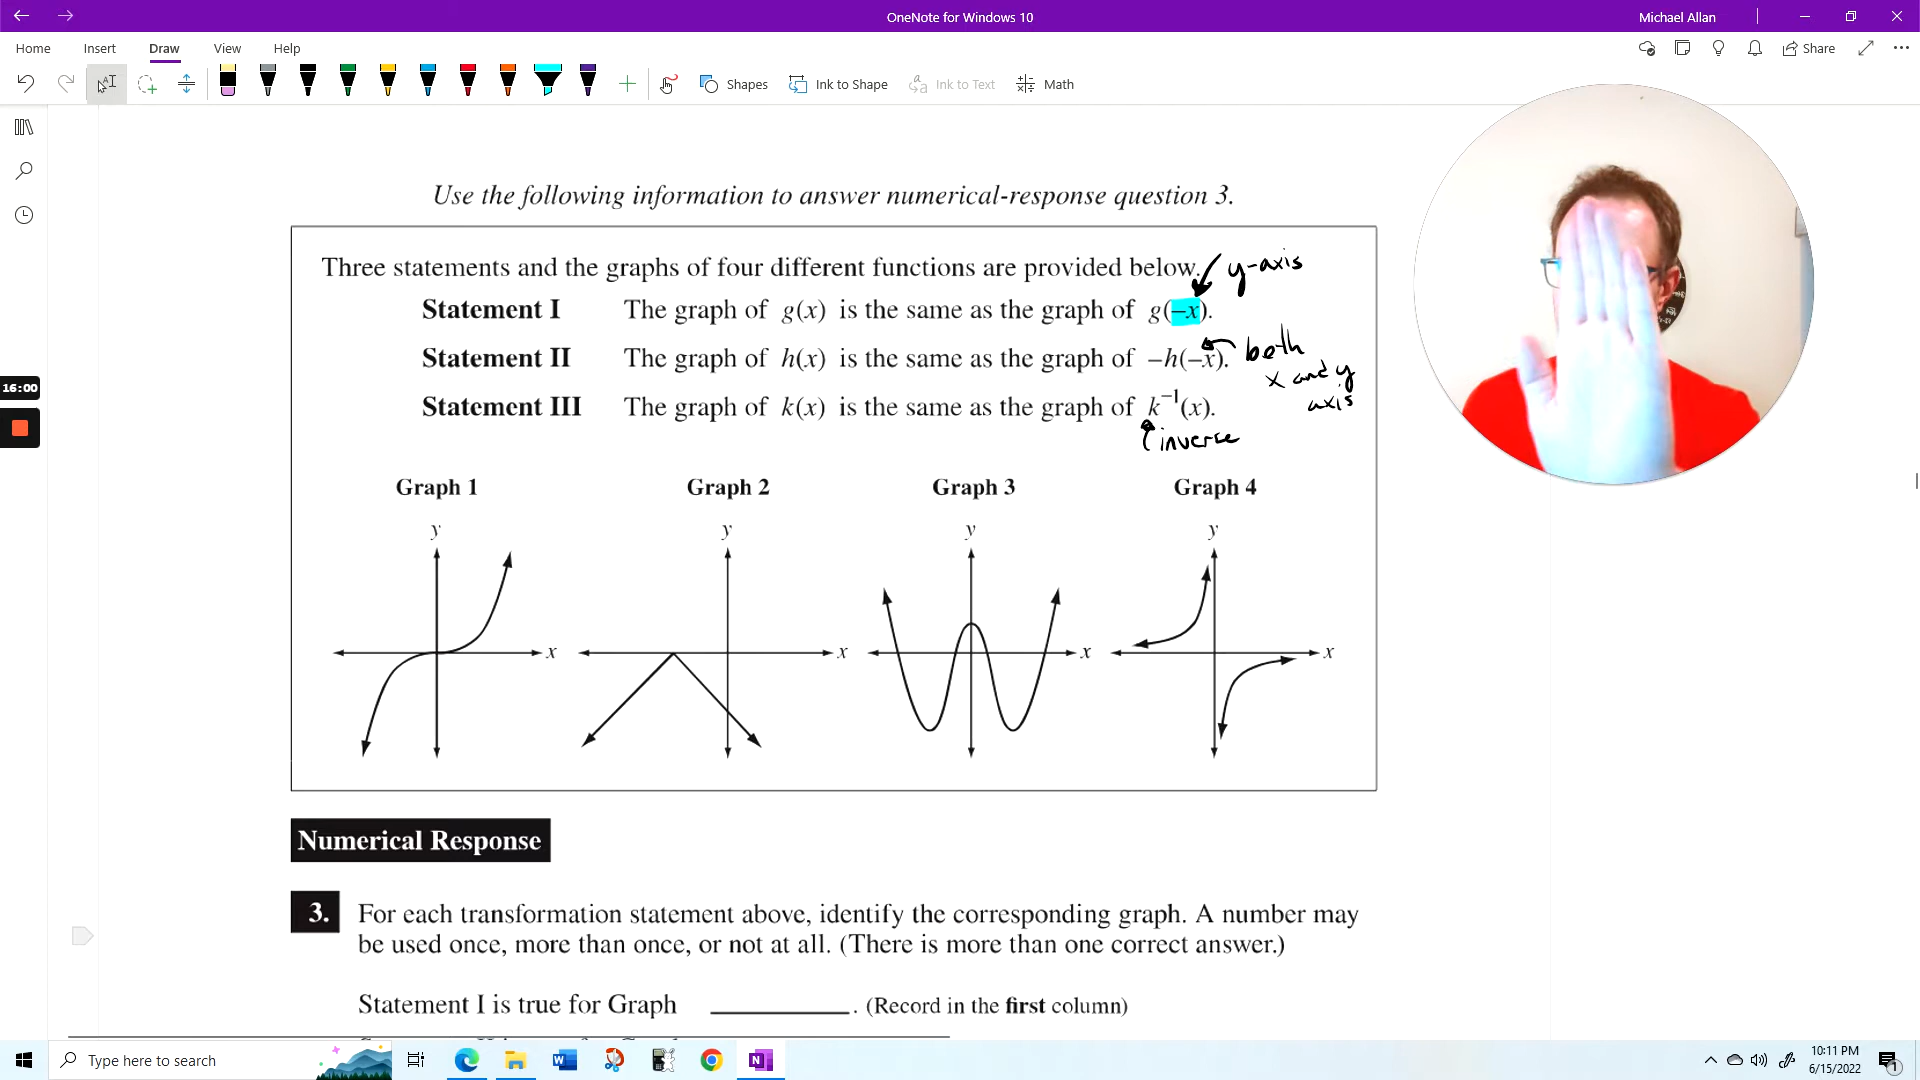 OneNote for Windows 10
Michael Allan
Home Insert Draw View Help
Share
Shapes
Ink to Shape
Ink to Text
Math
16:00
Use the following information to answer numerical-response question 3.
Three statements and the graphs of four different functions are provided below.
y-axis
Statement I The graph of g(x) is the same as the graph of g(−x).
Statement II The graph of h(x) is the same as the graph of −h(−x).
both
x and y
axis
Statement III The graph of k(x) is the same as the graph of k⁻¹(x).
inverse
Graph 1 Graph 2 Graph 3 Graph 4
y y y y
x x x x
Numerical Response
3. For each transformation statement above, identify the corresponding graph. A number may
be used once, more than once, or not at all. (There is more than one correct answer.)
Statement I is true for Graph ________ . (Record in the first column)
Type here to search
10:11 PM
6/15/2022
1